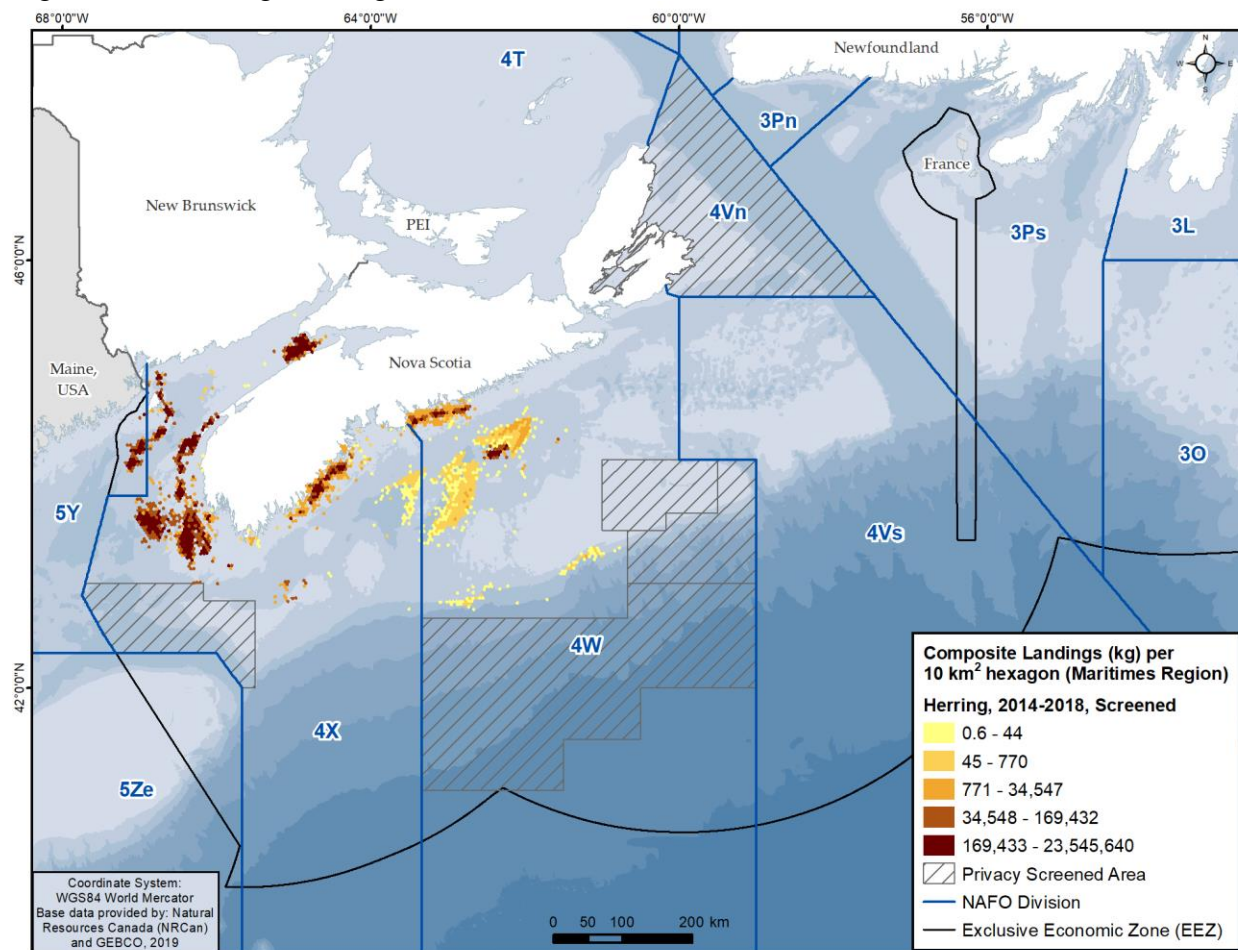 68°0'0"W
64°0'0"W
60°0'0"W
56°0'0"W
Newfoundland
N
W
E
S
4T
3Pn
France
New Brunswick
PEI
4Vn
3Ps
3L
46°0'0"N
Maine,
USA
Nova Scotia
3O
5Y
4Vs
4W
42°0'0"N
4X
5Ze
Composite Landings (kg) per
10 km² hexagon (Maritimes Region)
Herring, 2014-2018, Screened
0.6 - 44
45 - 770
771 - 34,547
34,548 - 169,432
169,433 - 23,545,640
Privacy Screened Area
NAFO Division
Exclusive Economic Zone (EEZ)
Coordinate System:
WGS84 World Mercator
Base data provided by: Natural
Resources Canada (NRCan)
and GEBCO, 2019
0 50 100 200 km